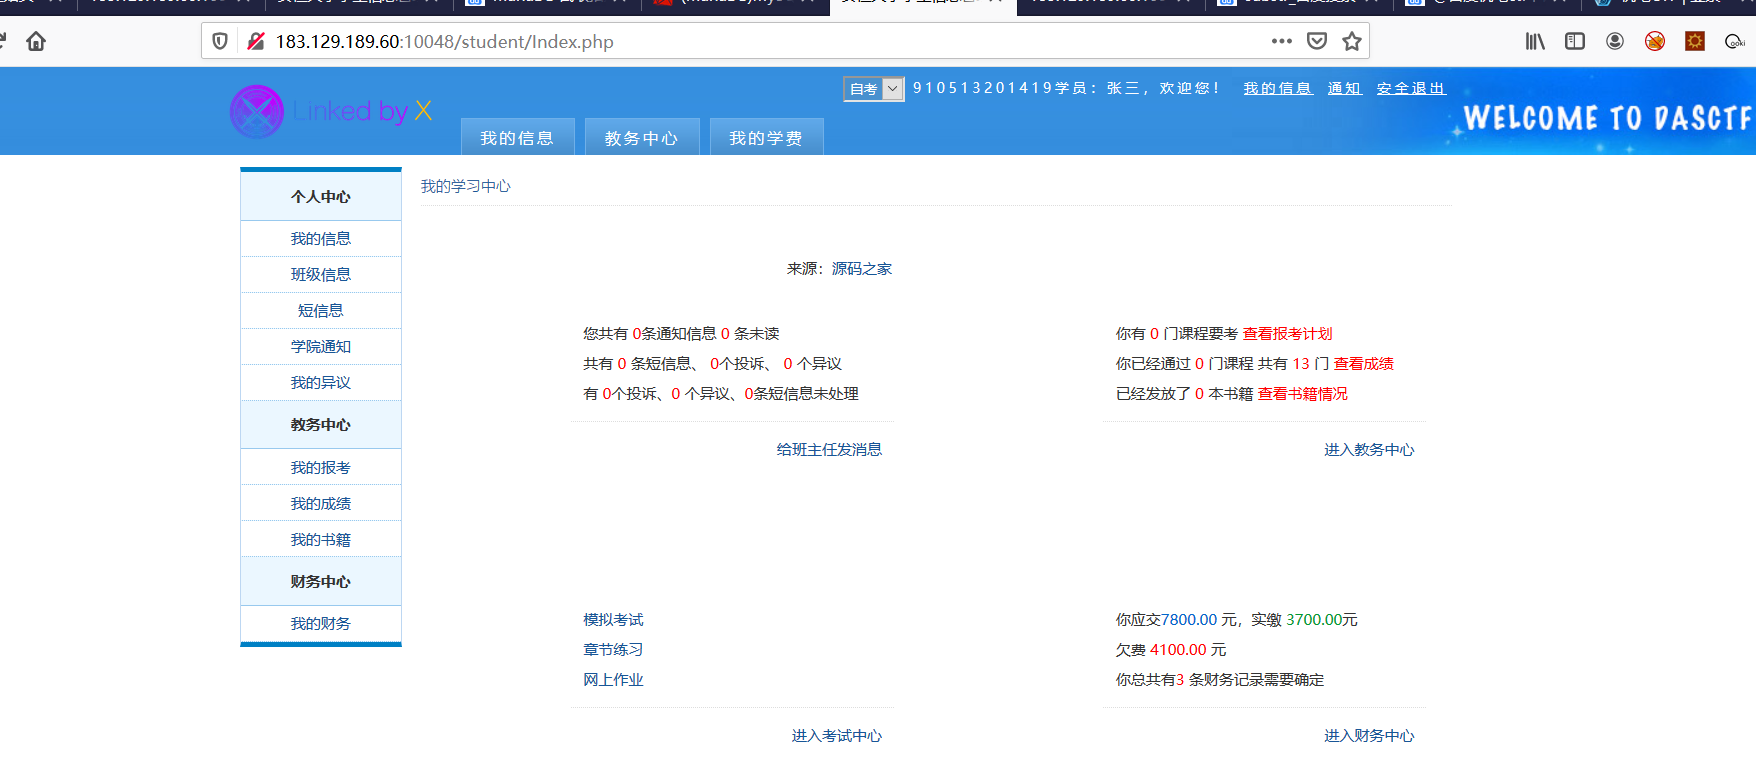 183.129.189.60:10048/student/Index.php
Linked by X
自考 910513201419学员：张三，欢迎您！ 我的信息 通知 安全退出
WELCOME TO DASCTF
我的信息 教务中心 我的学费
个人中心
我的信息
班级信息
短信息
学院通知
我的异议
教务中心
我的报考
我的成绩
我的书籍
财务中心
我的财务
我的学习中心
来源：源码之家
您共有 0条通知信息 0 条未读
共有 0 条短信息、 0个投诉、 0 个异议
有 0个投诉、0 个异议、0条短信息未处理
给班主任发消息
你有 0 门课程要考 查看报考计划
你已经通过 0 门课程 共有 13 门 查看成绩
已经发放了 0 本书籍 查看书籍情况
进入教务中心
模拟考试
章节练习
网上作业
进入考试中心
你应交7800.00 元，实缴 3700.00元
欠费 4100.00 元
你总共有3 条财务记录需要确定
进入财务中心